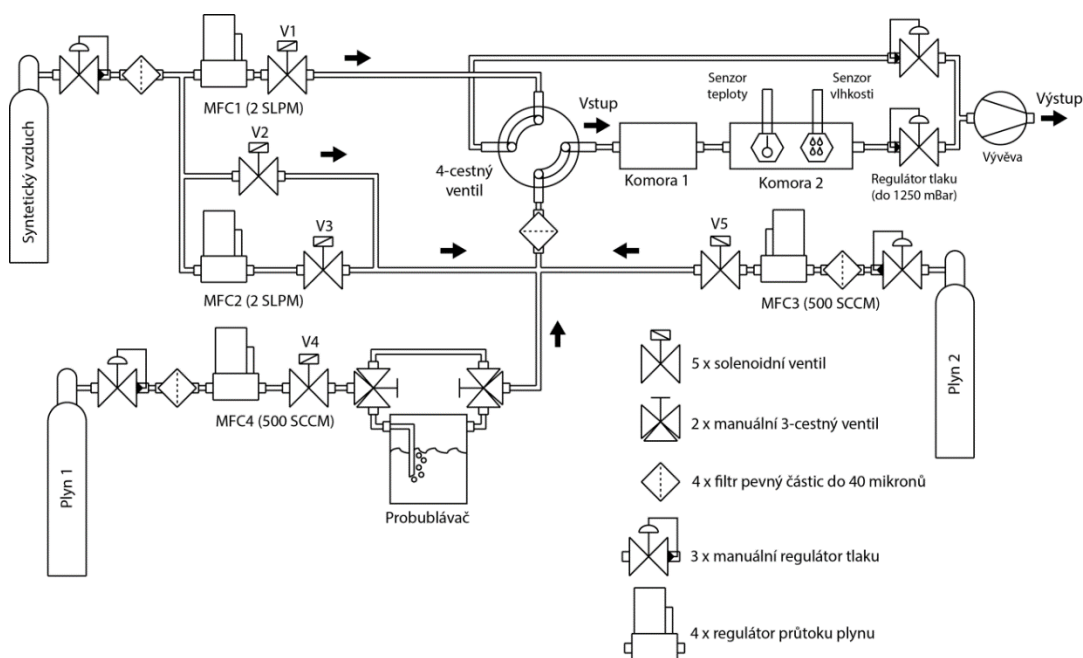 V1
MFC1 (2 SLPM)
V2
V3
MFC2 (2 SLPM)
Syntetický vzduch
4-cestný
ventil
Vstup
Komora 1
Senzor
teploty
Senzor
vlhkosti
Komora 2
Regulátor tlaku
(do 1250 mBar)
Výstup
Vývěva
V5
MFC3 (500 SCCM)
Plyn 2
V4
MFC4 (500 SCCM)
Plyn 1
Probublávač
5 x solenoidní ventil
2 x manuální 3-cestný ventil
4 x filtr pevný částic do 40 mikronů
3 x manuální regulátor tlaku
4 x regulátor průtoku plynu